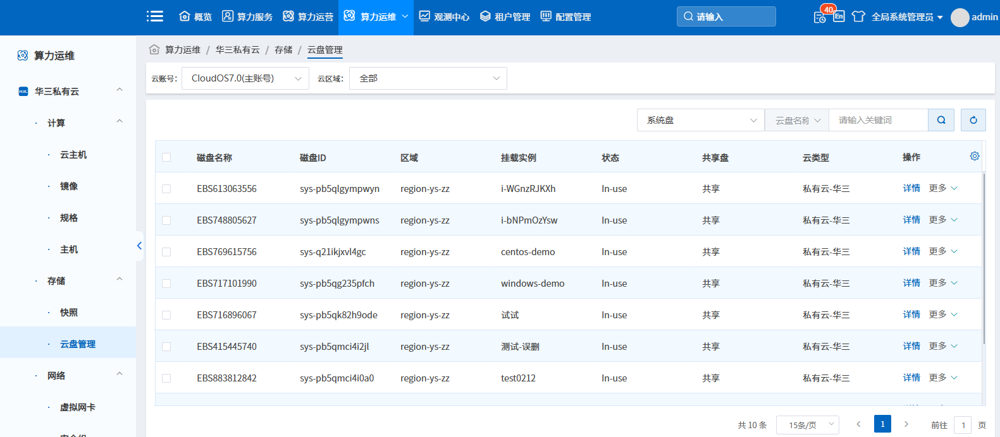 概览 算力服务 算力运营 算力运维 观测中心 租户管理 配置管理 请输入 40 En 全局系统管理员 admin
算力运维
H3C 华三私有云
· 计算
· 云主机
· 镜像
· 规格
· 主机
· 存储
· 快照
· 云盘管理
· 网络
· 虚拟网卡
算力运维 / 华三私有云 / 存储 / 云盘管理
云账号: CloudOS7.0(主账号) 云区域: 全部
系统盘 云盘名称 请输入关键词
磁盘名称 磁盘ID 区域 挂载实例 状态 共享盘 云类型 操作
EBS613063556 sys-pb5qlgympwyn region-ys-zz i-WGnzRJKXh In-use 共享 私有云-华三 详情 更多
EBS748805627 sys-pb5qlgympwns region-ys-zz i-bNPmOzYsw In-use 共享 私有云-华三 详情 更多
EBS769615756 sys-q21ikjxvl4gc region-ys-zz centos-demo In-use 共享 私有云-华三 详情 更多
EBS717101990 sys-pb5qg235pfch region-ys-zz windows-demo In-use 共享 私有云-华三 详情 更多
EBS716896067 sys-pb5qk82h9ode region-ys-zz 试试 In-use 共享 私有云-华三 详情 更多
EBS415445740 sys-pb5qmci4i2jl region-ys-zz 测试-误删 In-use 共享 私有云-华三 详情 更多
EBS883812842 sys-pb5qmci4i0a0 region-ys-zz test0212 In-use 共享 私有云-华三 详情 更多
共 10 条 15条/页 1 前往 1 页